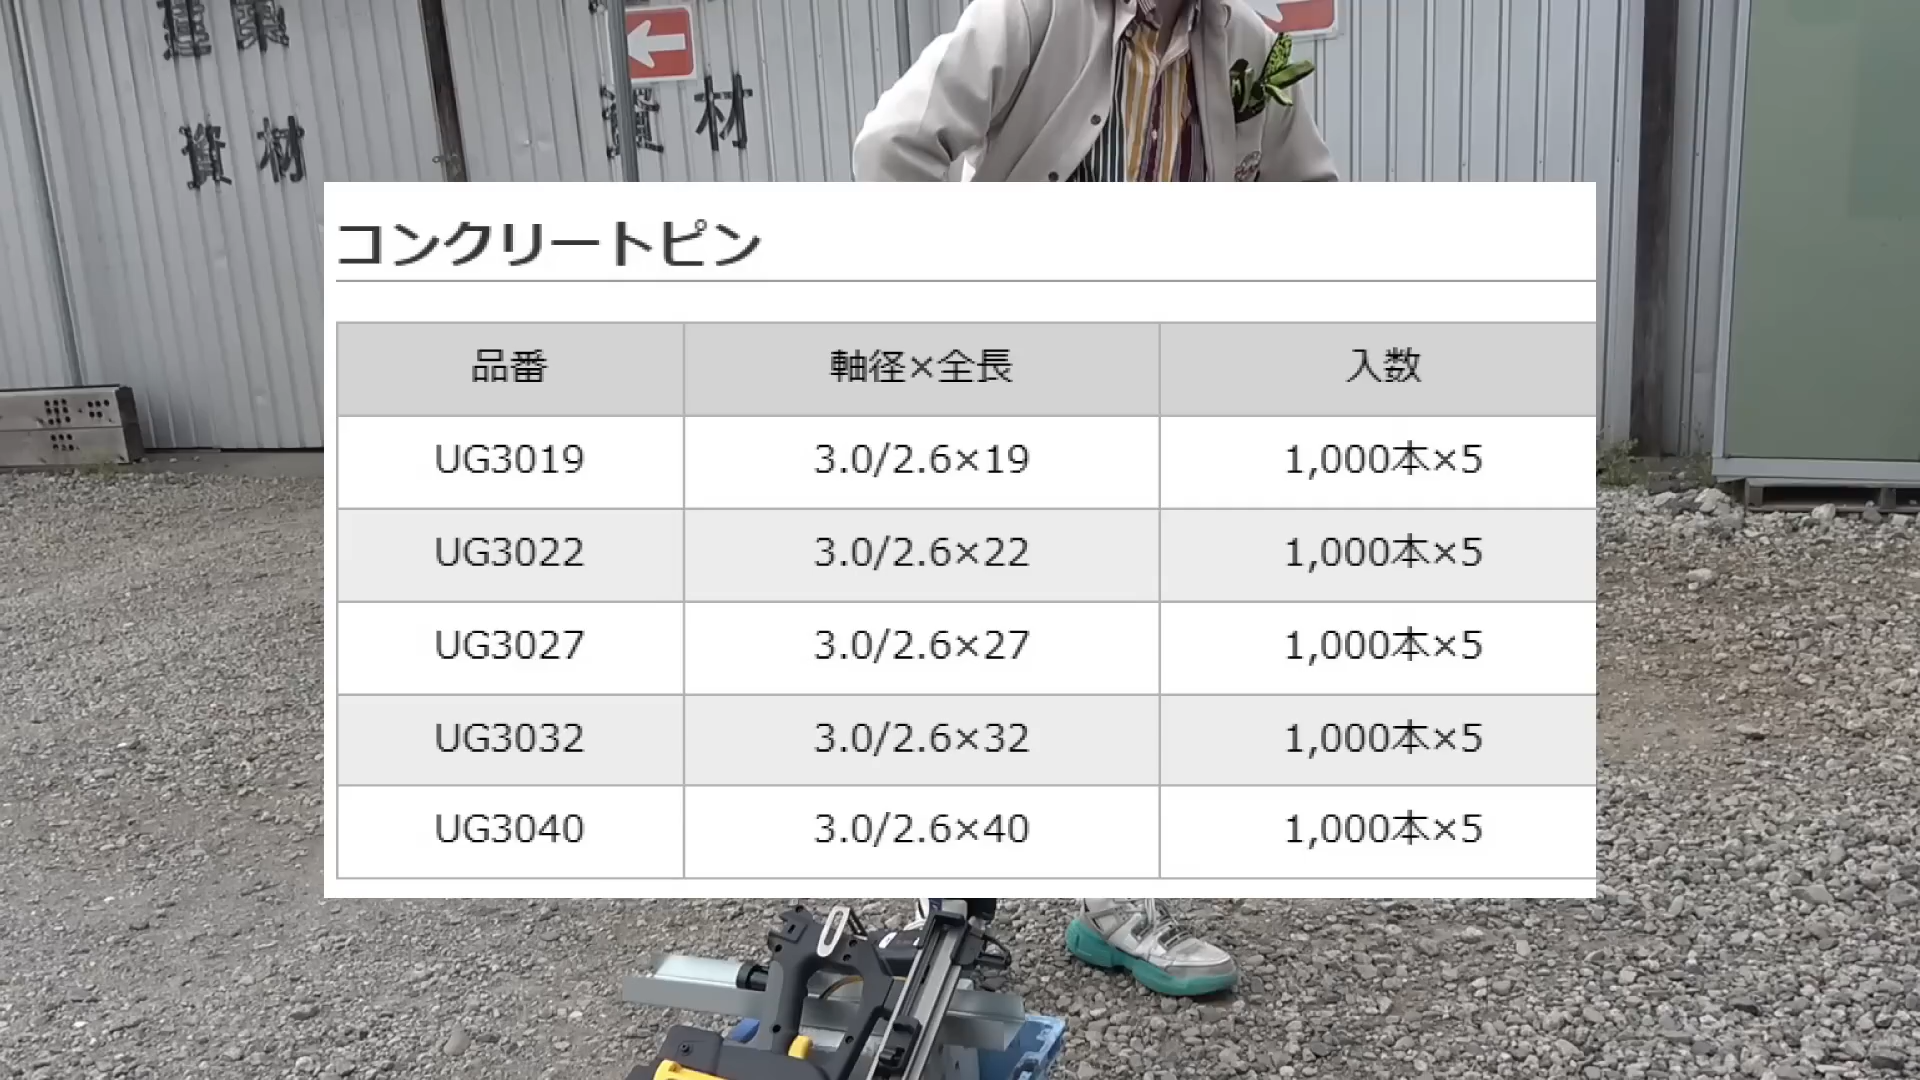 建築
資材
資材
コンクリートピン
品番 軸径×全長 入数
UG3019 3.0/2.6×19 1,000本×5
UG3022 3.0/2.6×22 1,000本×5
UG3027 3.0/2.6×27 1,000本×5
UG3032 3.0/2.6×32 1,000本×5
UG3040 3.0/2.6×40 1,000本×5